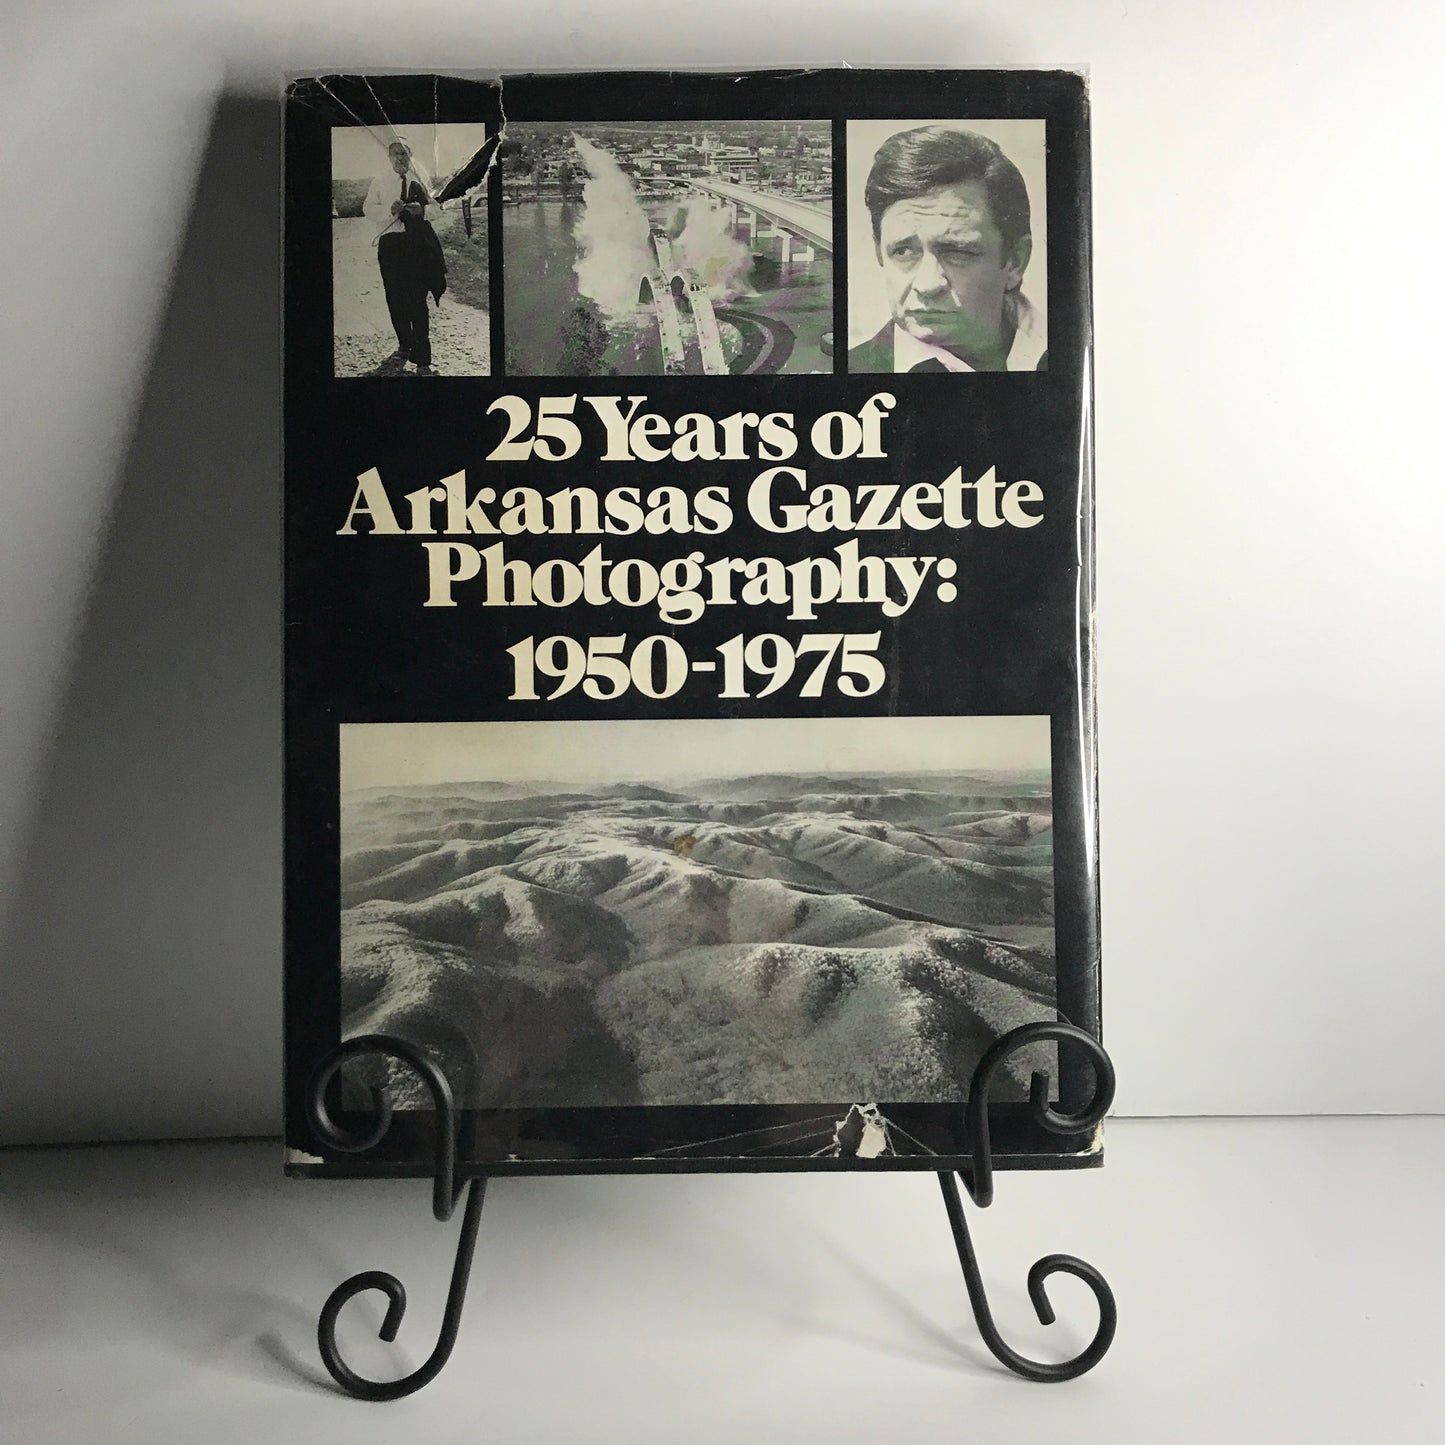 25 Years of
Arkansas Gazette
Photography:
1950-1975